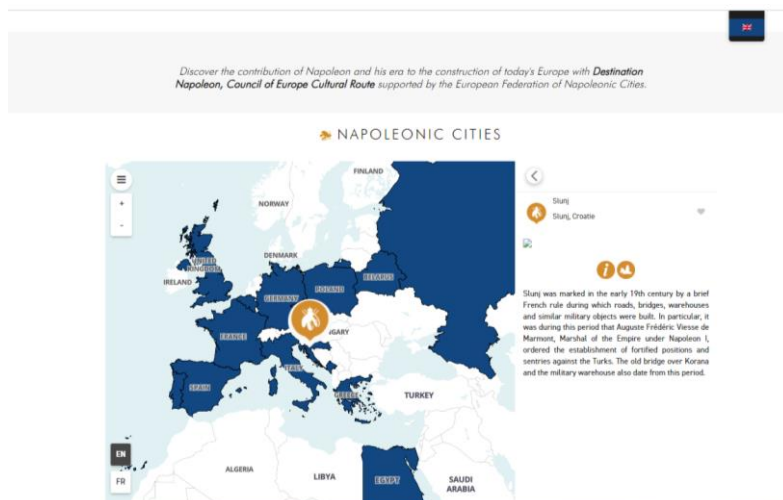 Discover the contribution of Napoleon and his era to the construction of today's Europe with Destination
Napoleon, Council of Europe Cultural Route supported by the European Federation of Napoleonic Cities.
NAPOLEONIC CITIES
FINLAND
NORWAY
DENMARK
UNITED
KINGDOM
IRELAND
BELARUS
POLAND
GERMANY
GARY
FRANCE
ITALY
SPAIN
GREECE
TURKEY
ALGERIA
LIBYA
EGYPT
SAUDI
ARABIA
+
-
EN
FR
Slunj
Slunj, Croatie
i
Slunj was marked in the early 19th century by a brief
French rule during which roads, bridges, warehouses
and similar military objects were built. In particular, it
was during this period that Auguste Frédéric Viesse de
Marmont, Marshal of the Empire under Napoleon I,
ordered the establishment of fortified positions and
sentries against the Turks. The old bridge over Korana
and the military warehouse also date from this period.